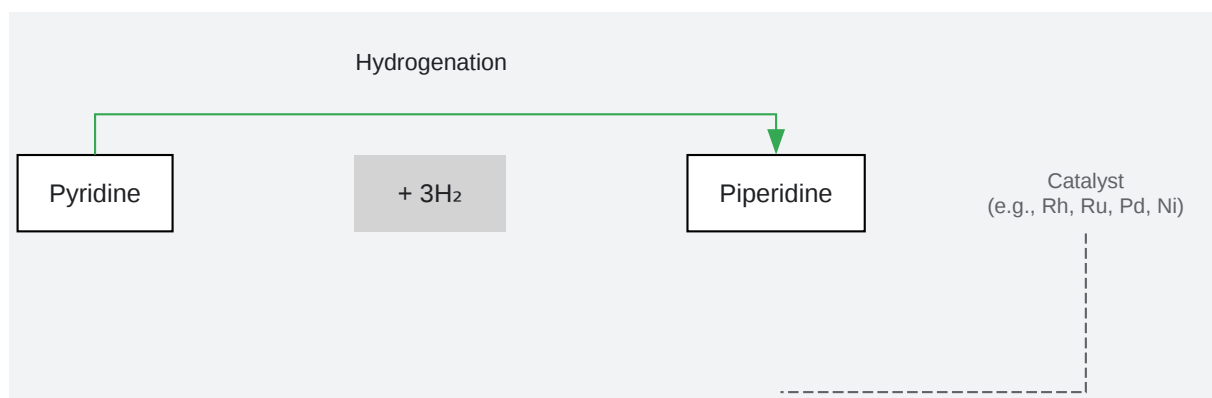 Hydrogenation
Pyridine
+ 3H₂
Piperidine
Catalyst
(e.g., Rh, Ru, Pd, Ni)